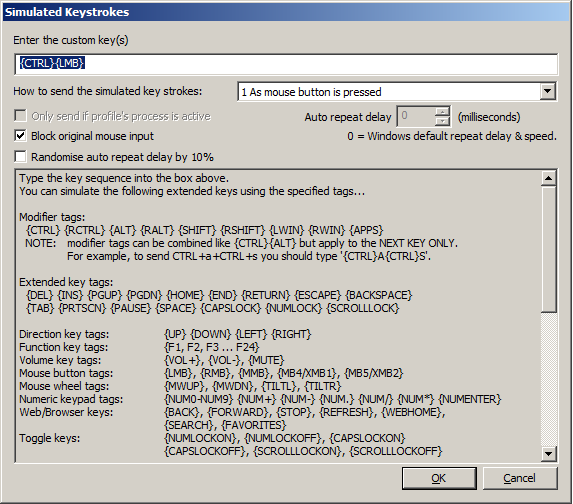 Simulated Keystrokes
Enter the custom key(s)
{CTRL}{LMB}
How to send the simulated key strokes: 1 As mouse button is pressed
Only send if profile's process is active Auto repeat delay 0 (milliseconds)
Block original mouse input 0 = Windows default repeat delay & speed.
Randomise auto repeat delay by 10%
Type the key sequence into the box above.
You can simulate the following extended keys using the specified tags...
Modifier tags:
{CTRL} {RCTRL} {ALT} {RALT} {SHIFT} {RSHIFT} {LWIN} {RWIN} {APPS}
NOTE: modifier tags can be combined like {CTRL}{ALT} but apply to the NEXT KEY ONLY.
For example, to send CTRL+a+CTRL+s you should type '{CTRL}A{CTRL}S'.
Extended key tags:
{DEL} {INS} {PGUP} {PGDN} {HOME} {END} {RETURN} {ESCAPE} {BACKSPACE}
{TAB} {PRTSCN} {PAUSE} {SPACE} {CAPSLOCK} {NUMLOCK} {SCROLLLOCK}
Direction key tags: {UP} {DOWN} {LEFT} {RIGHT}
Function key tags: {F1, F2, F3 ... F24}
Volume key tags: {VOL+}, {VOL-}, {MUTE}
Mouse button tags: {LMB}, {RMB}, {MMB}, {MB4/XMB1}, {MB5/XMB2}
Mouse wheel tags: {MWUP}, {MWDN}, {TILTL}, {TILTR}
Numeric keypad tags: {NUM0-NUM9} {NUM+} {NUM-} {NUM.} {NUM/} {NUM*} {NUMENTER}
Web/Browser keys: {BACK}, {FORWARD}, {STOP}, {REFRESH}, {WEBHOME},
{SEARCH}, {FAVORITES}
Toggle keys: {NUMLOCKON}, {NUMLOCKOFF}, {CAPSLOCKON}
{CAPSLOCKOFF}, {SCROLLLOCKON}, {SCROLLLOCKOFF}
OK Cancel